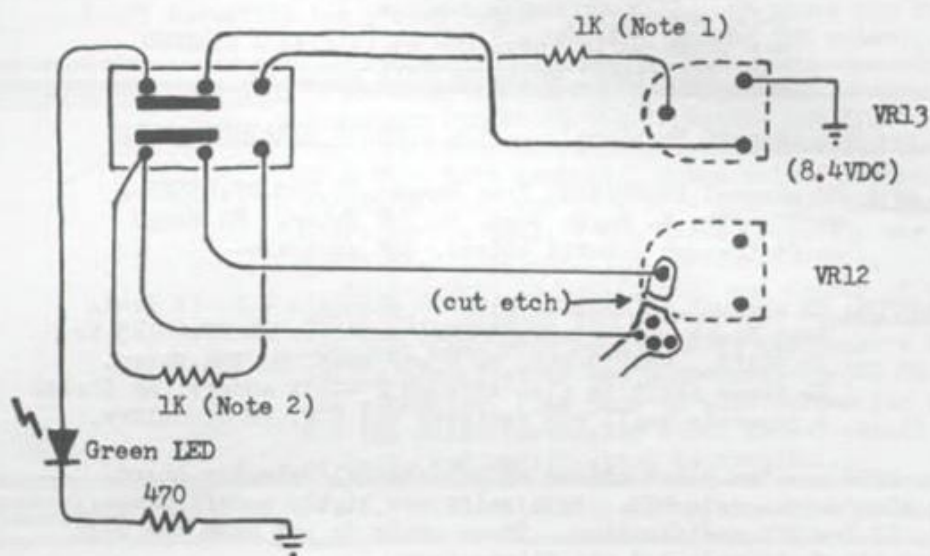 1K (Note 1)
VR13
(8.4VDC)
VR12
(cut etch)
1K (Note 2)
Green LED
470